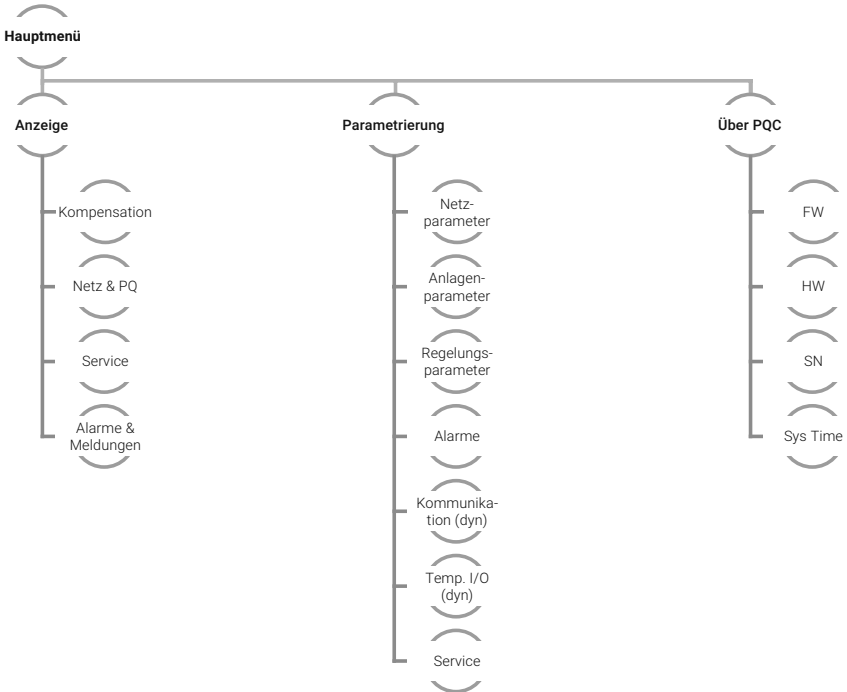 Hauptmenü
Anzeige
Parametrierung
Über PQC
Kompensation
Netz & PQ
Service
Alarme &
Meldungen
Netz-
parameter
Anlagen-
parameter
Regelungs-
parameter
Alarme
Kommunika-
tion (dyn)
Temp. I/O
(dyn)
Service
FW
HW
SN
Sys Time